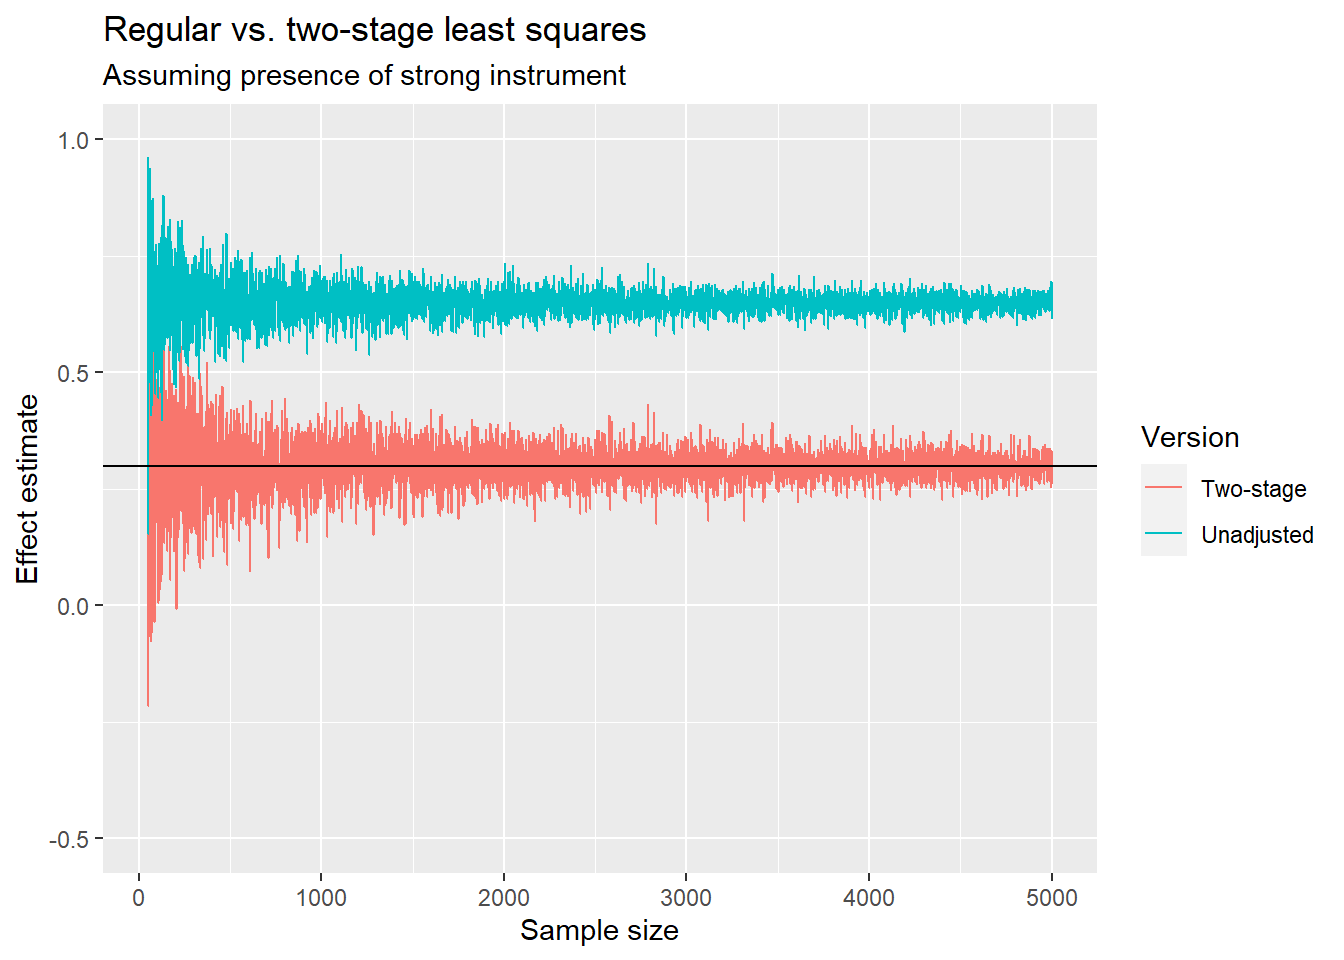 Regular vs. two-stage least squares
Assuming presence of strong instrument
1.0
0.5
0.0
-0.5
Effect estimate
0
1000
2000
3000
4000
5000
Sample size
Version
Two-stage
Unadjusted